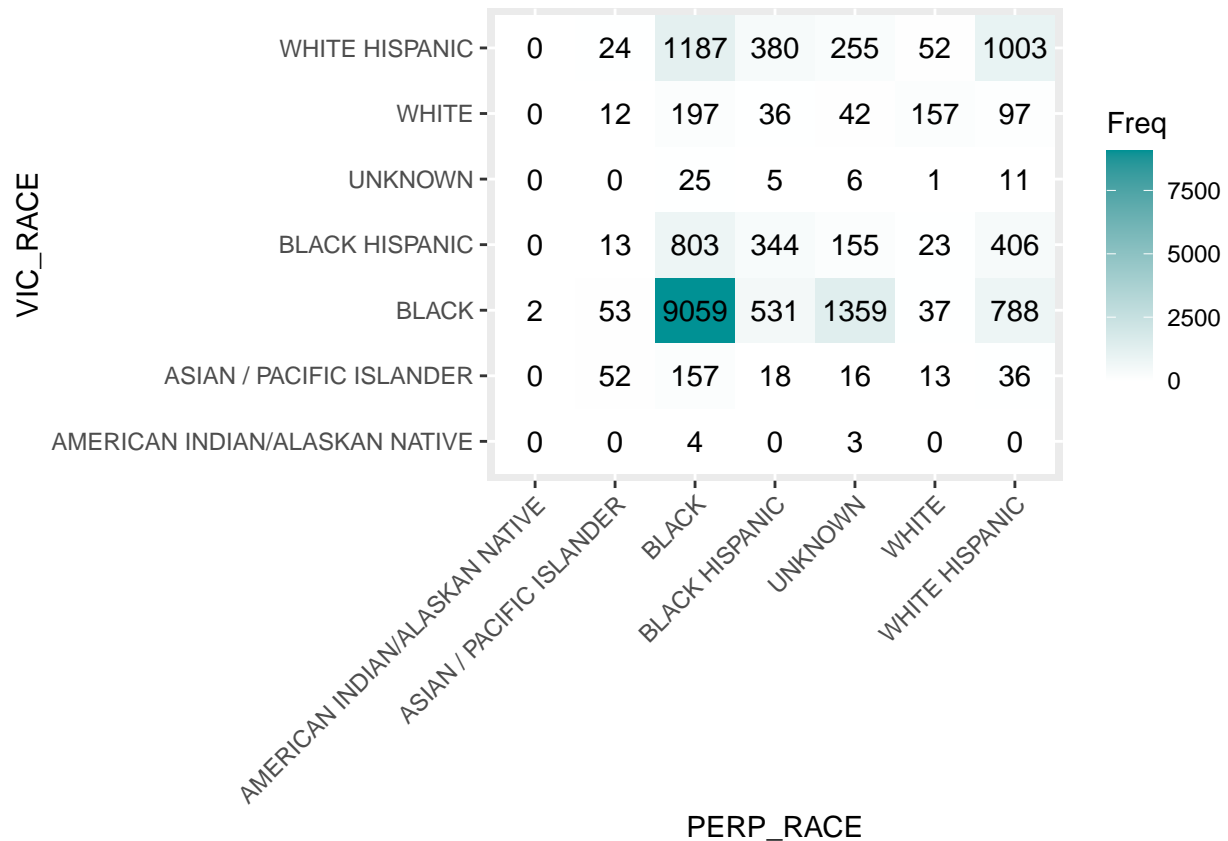 WHITE HISPANIC 0 24 1187 380 255 52 1003
WHITE 0 12 197 36 42 157 97
UNKNOWN 0 0 25 5 6 1 11
BLACK HISPANIC 0 13 803 344 155 23 406
BLACK 2 53 9059 531 1359 37 788
ASIAN / PACIFIC ISLANDER 0 52 157 18 16 13 36
AMERICAN INDIAN/ALASKAN NATIVE 0 0 4 0 3 0 0
VIC_RACE
AMERICAN INDIAN/ALASKAN NATIVE
ASIAN / PACIFIC ISLANDER
BLACK
BLACK HISPANIC
UNKNOWN
WHITE
WHITE HISPANIC
PERP_RACE
Freq
7500
5000
2500
0